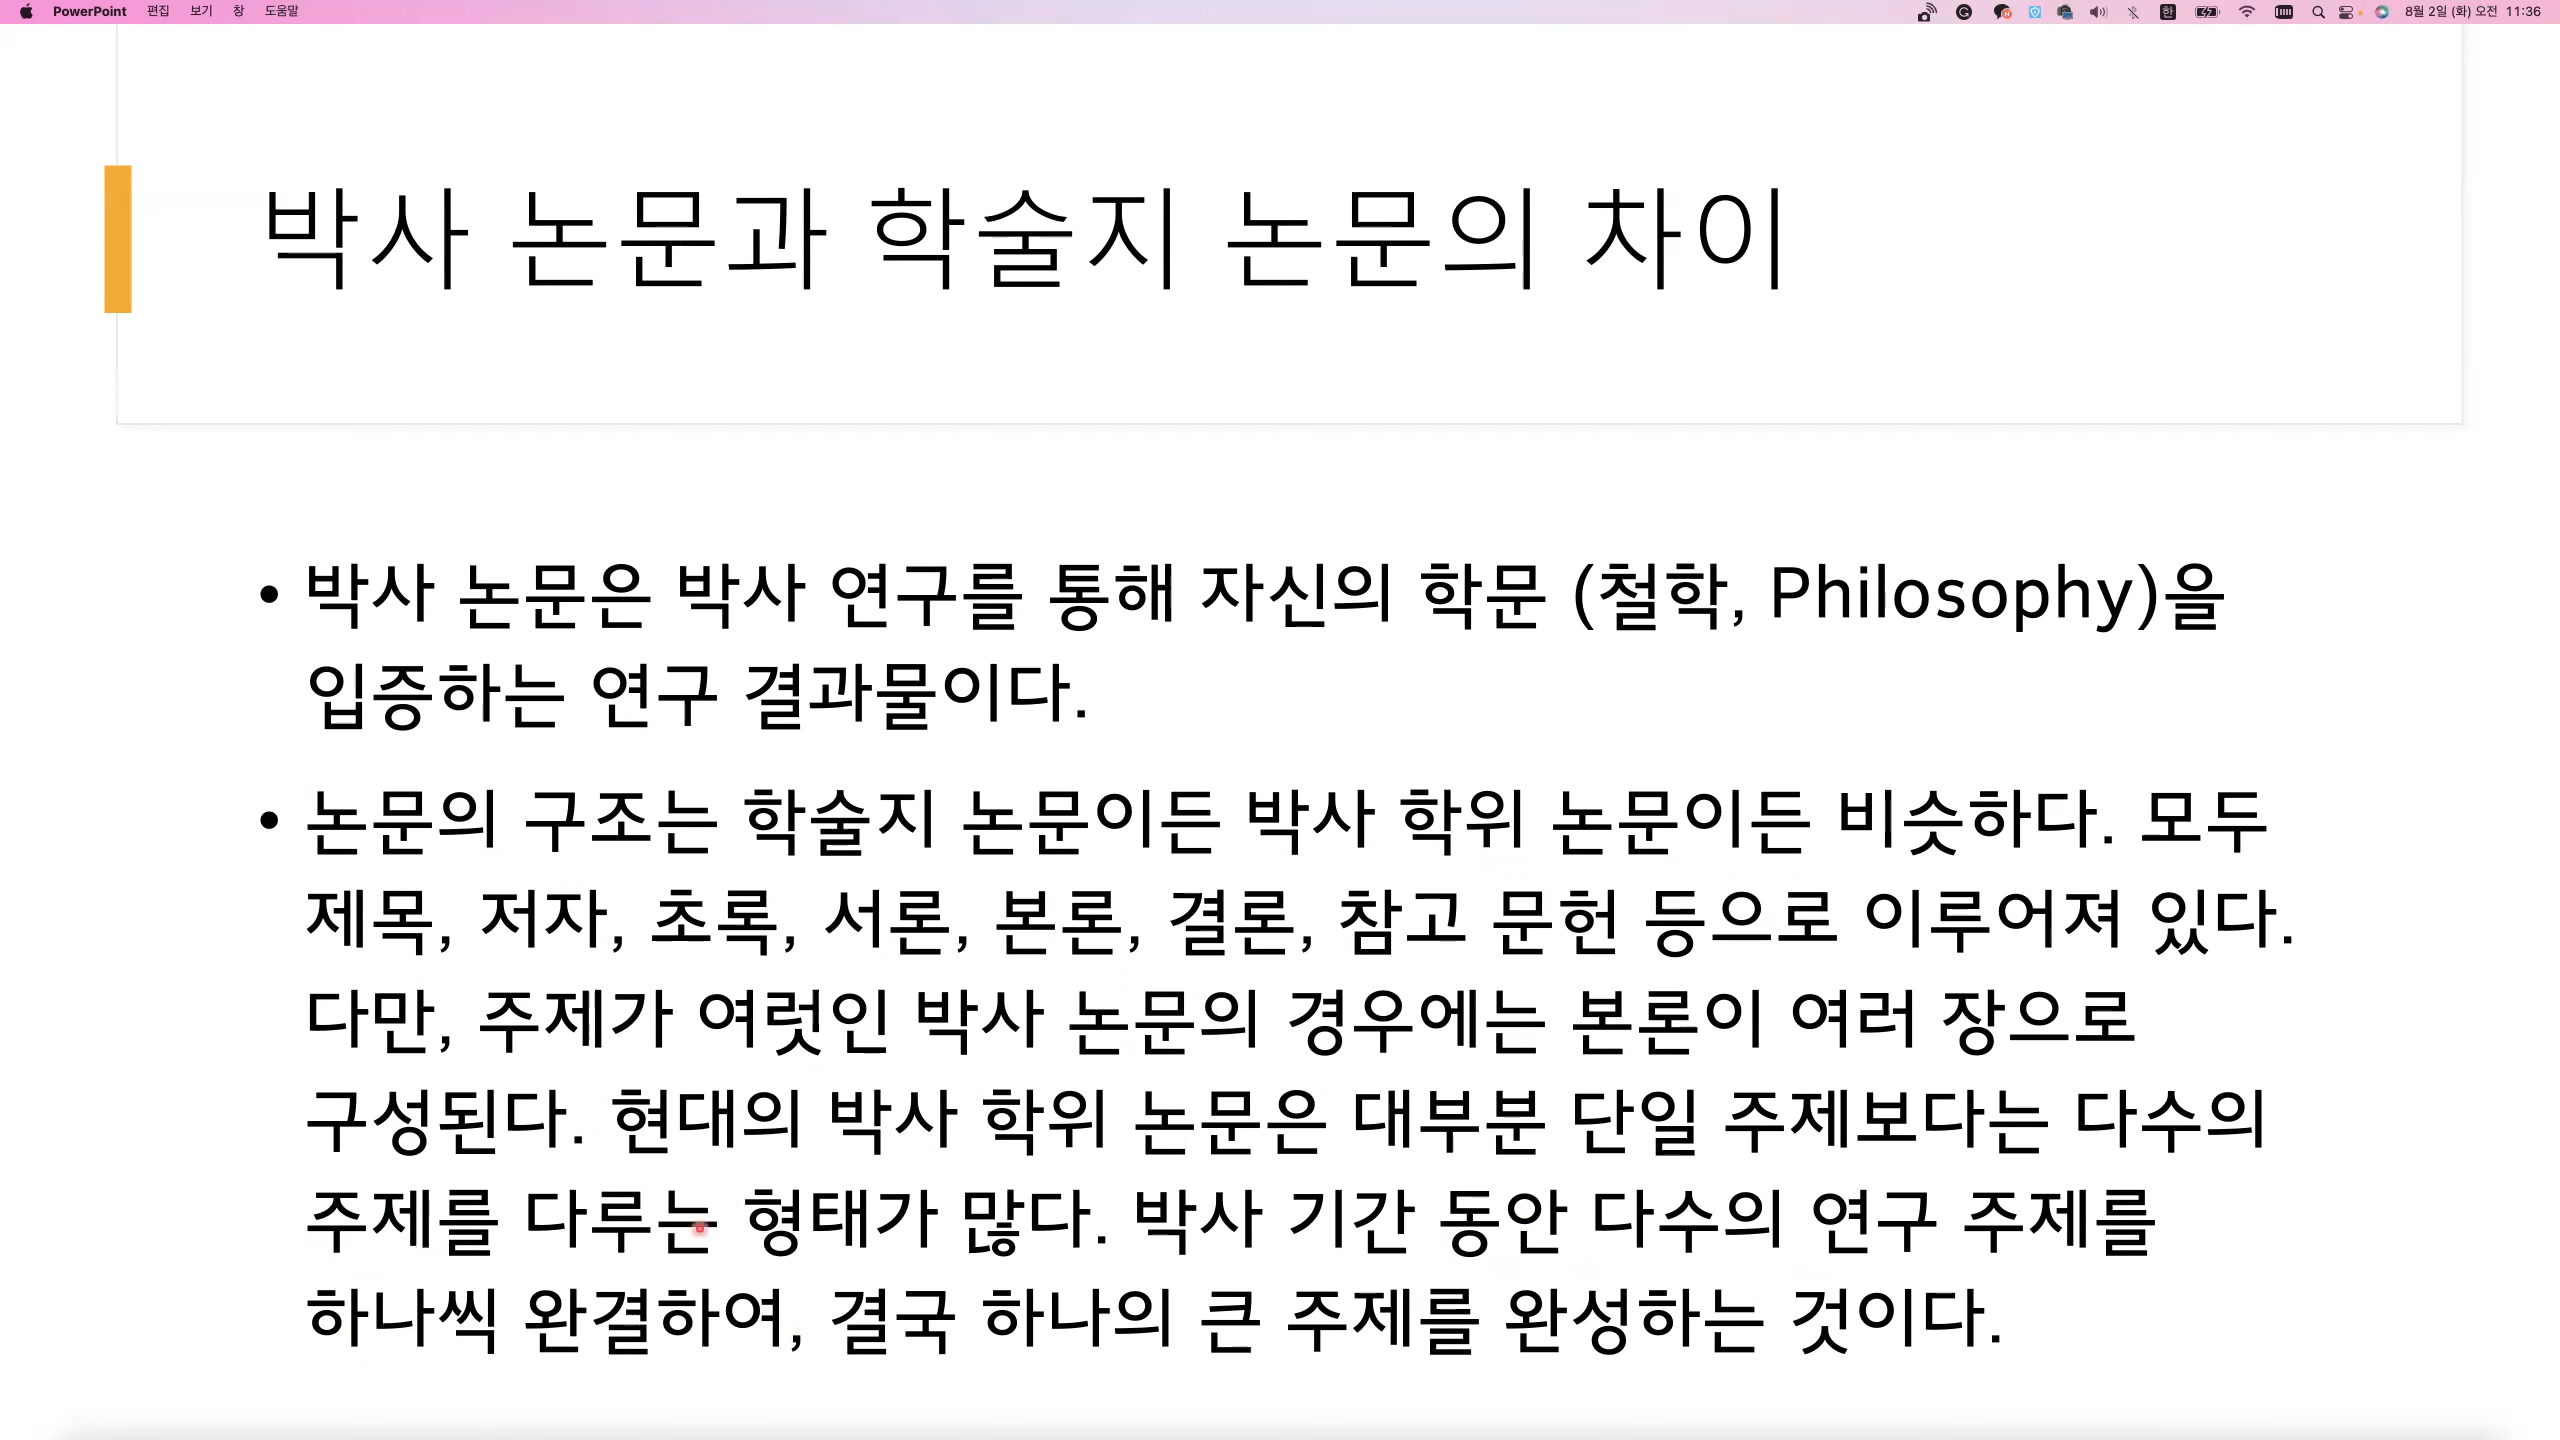 PowerPoint 편집 보기 창 도움말 8월 2일 (화) 오전 11:36
박사 논문과 학술지 논문의 차이
• 박사 논문은 박사 연구를 통해 자신의 학문 (철학, Philosophy)을
입증하는 연구 결과물이다.
• 논문의 구조는 학술지 논문이든 박사 학위 논문이든 비슷하다. 모두
제목, 저자, 초록, 서론, 본론, 결론, 참고 문헌 등으로 이루어져 있다.
다만, 주제가 여럿인 박사 논문의 경우에는 본론이 여러 장으로
구성된다. 현대의 박사 학위 논문은 대부분 단일 주제보다는 다수의
주제를 다루는 형태가 많다. 박사 기간 동안 다수의 연구 주제를
하나씩 완결하여, 결국 하나의 큰 주제를 완성하는 것이다.